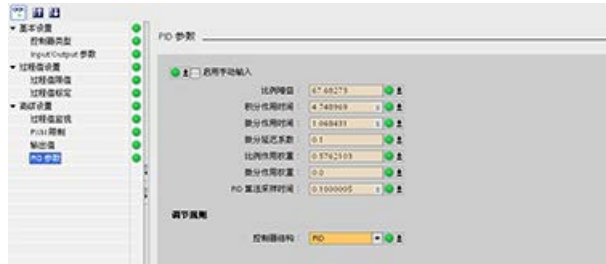 基本设置
控制器类型
Input/Output 参数
过程值设置
过程值限值
过程值标定
高级设置
过程值监视
PWM 限制
输出值
PID 参数
PID 参数
启用手动输入
比例增益： 67.68273
积分作用时间： 4.748969 s
微分作用时间： 1.068431 s
微分延迟系数： 0.1
比例作用权重： 0.5762103
微分作用权重： 0.0
PID 算法采样时间： 0.1000005 s
调节规则
控制器结构： PID